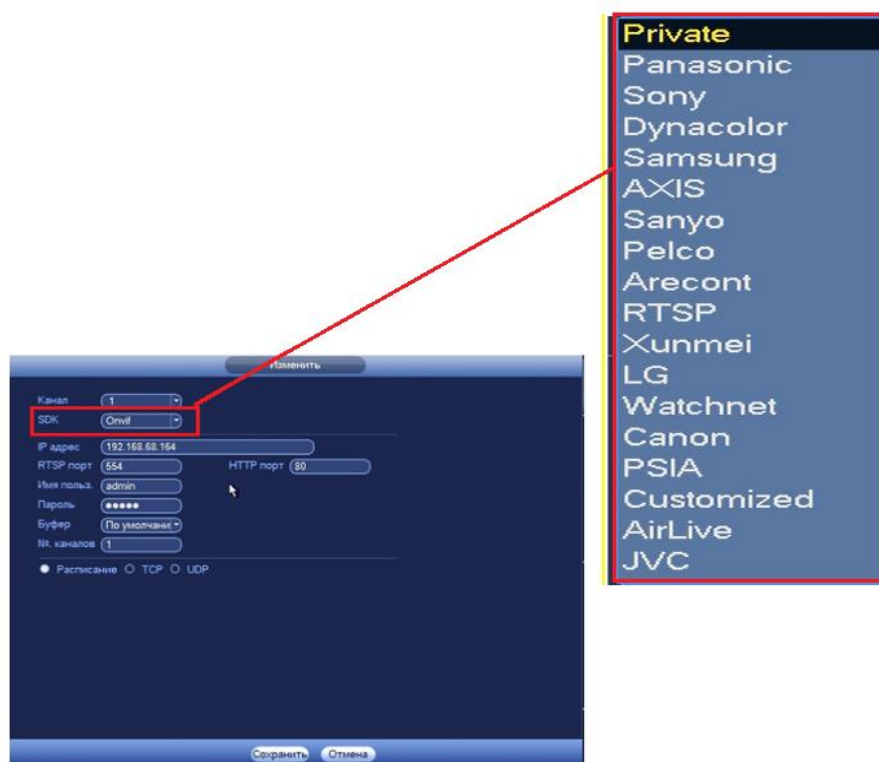 Private
Panasonic
Sony
Dynacolor
Samsung
AXIS
Sanyo
Pelco
Arecont
RTSP
Xunmei
LG
Watchnet
Canon
PSIA
Customized
AirLive
JVC
Изменить
Канал 1
SDK Onvif
IP адрес 192.168.68.164
RTSP порт 554 HTTP порт 80
Имя польз. admin
Пароль •••••
Буфер По умолчани
№. каналов 1
Расписание TCP UDP
Сохранить Отмена